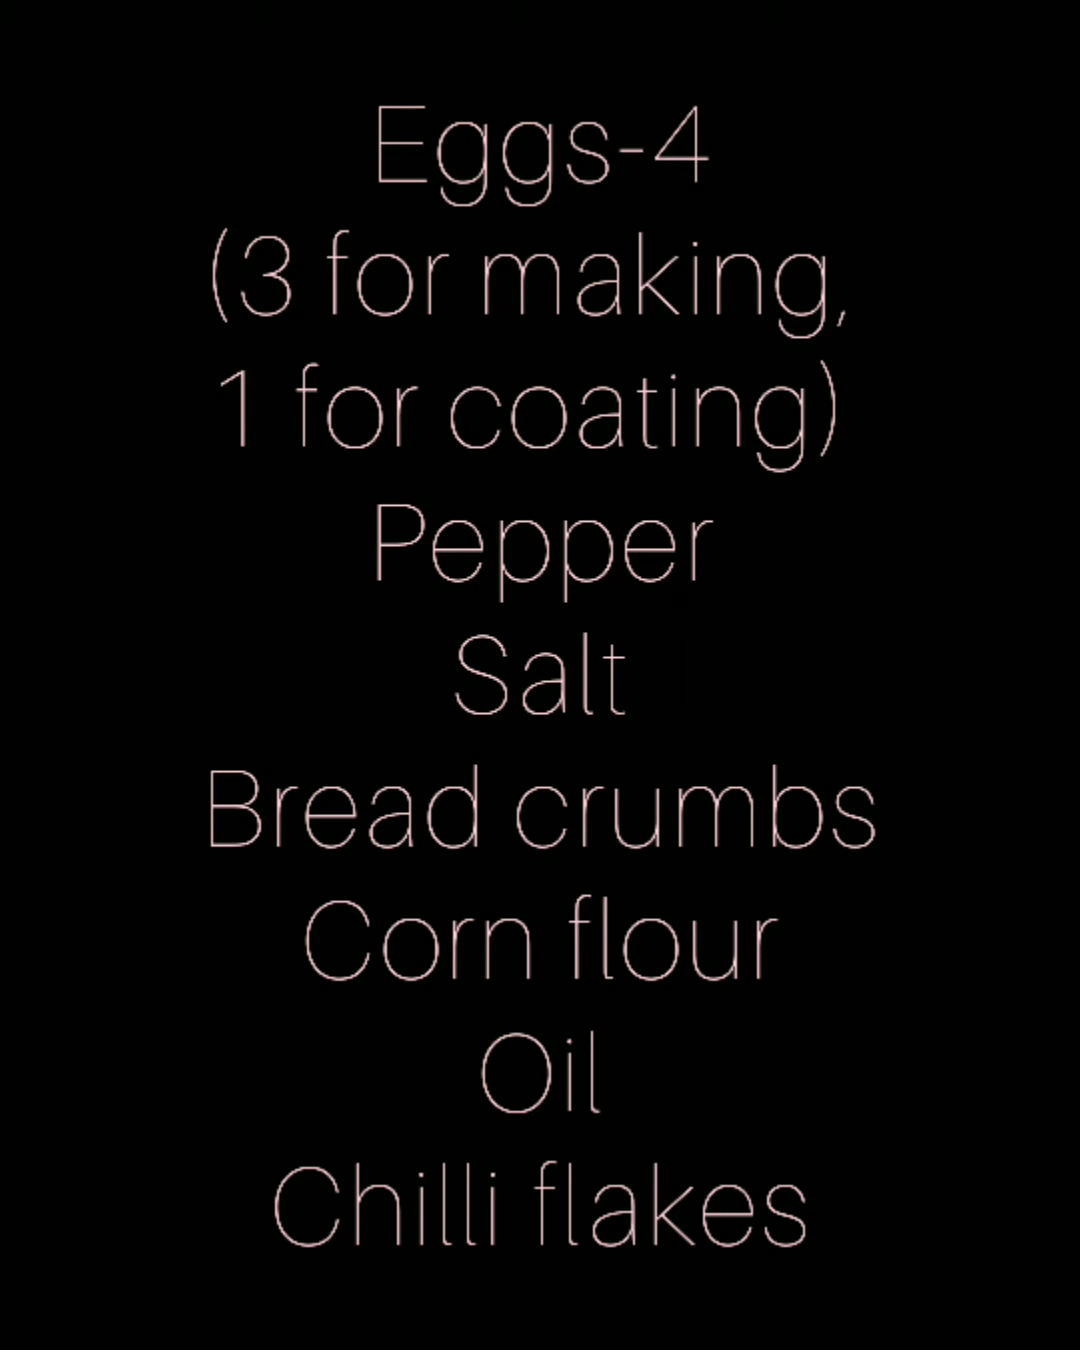 Eggs-4
(3 for making,
1 for coating)
Pepper
Salt
Bread crumbs
Corn flour
Oil
Chilli flakes